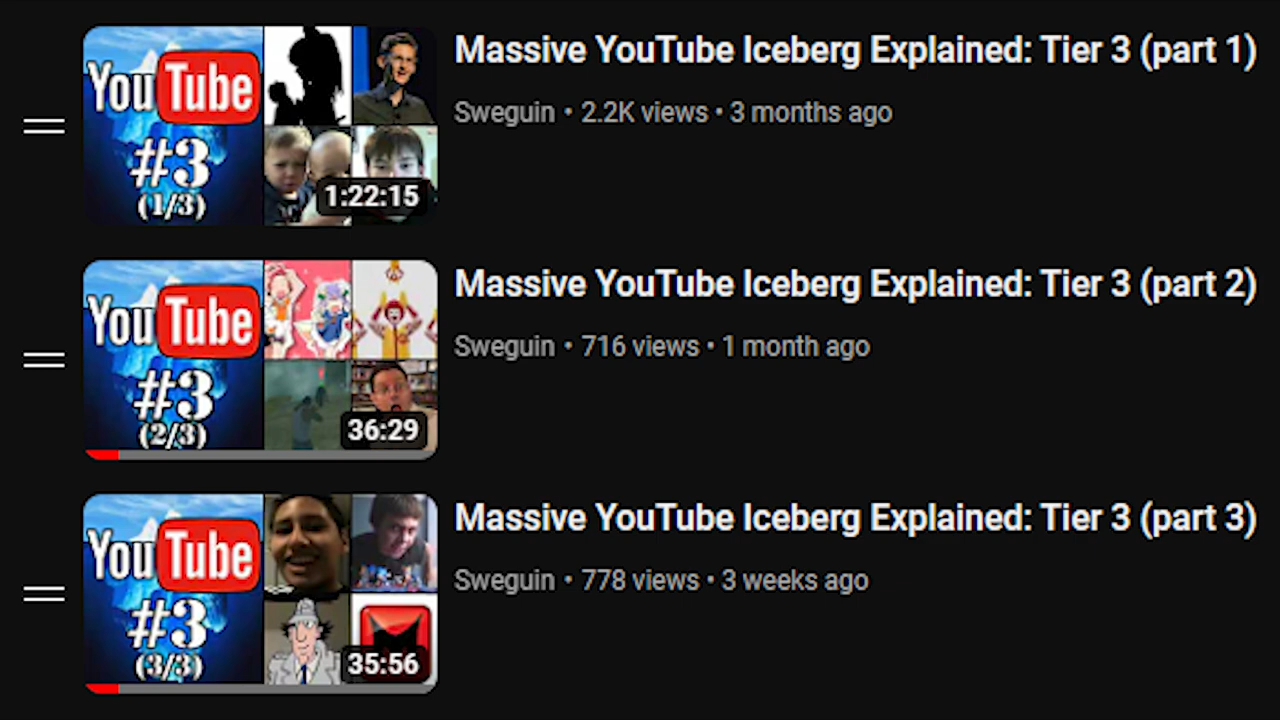 YouTube
#3
(1/3)
1:22:15
Massive YouTube Iceberg Explained: Tier 3 (part 1)
Sweguin • 2.2K views • 3 months ago
YouTube
#3
(2/3)
36:29
Massive YouTube Iceberg Explained: Tier 3 (part 2)
Sweguin • 716 views • 1 month ago
YouTube
#3
(3/3)
35:56
Massive YouTube Iceberg Explained: Tier 3 (part 3)
Sweguin • 778 views • 3 weeks ago